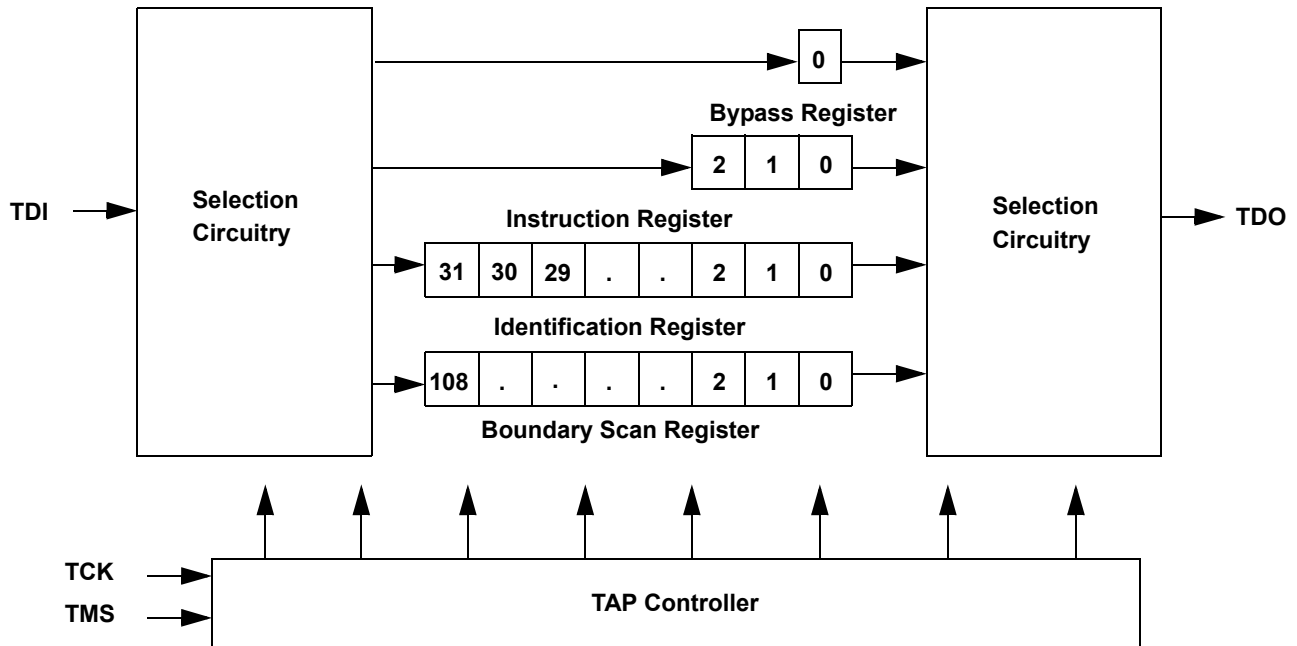 0
Bypass Register
2 1 0
TDI
Selection
Circuitry
Selection
Circuitry
TDO
Instruction Register
31 30 29 . . 2 1 0
Identification Register
108 . . . . 2 1 0
Boundary Scan Register
TCK
TMS
TAP Controller